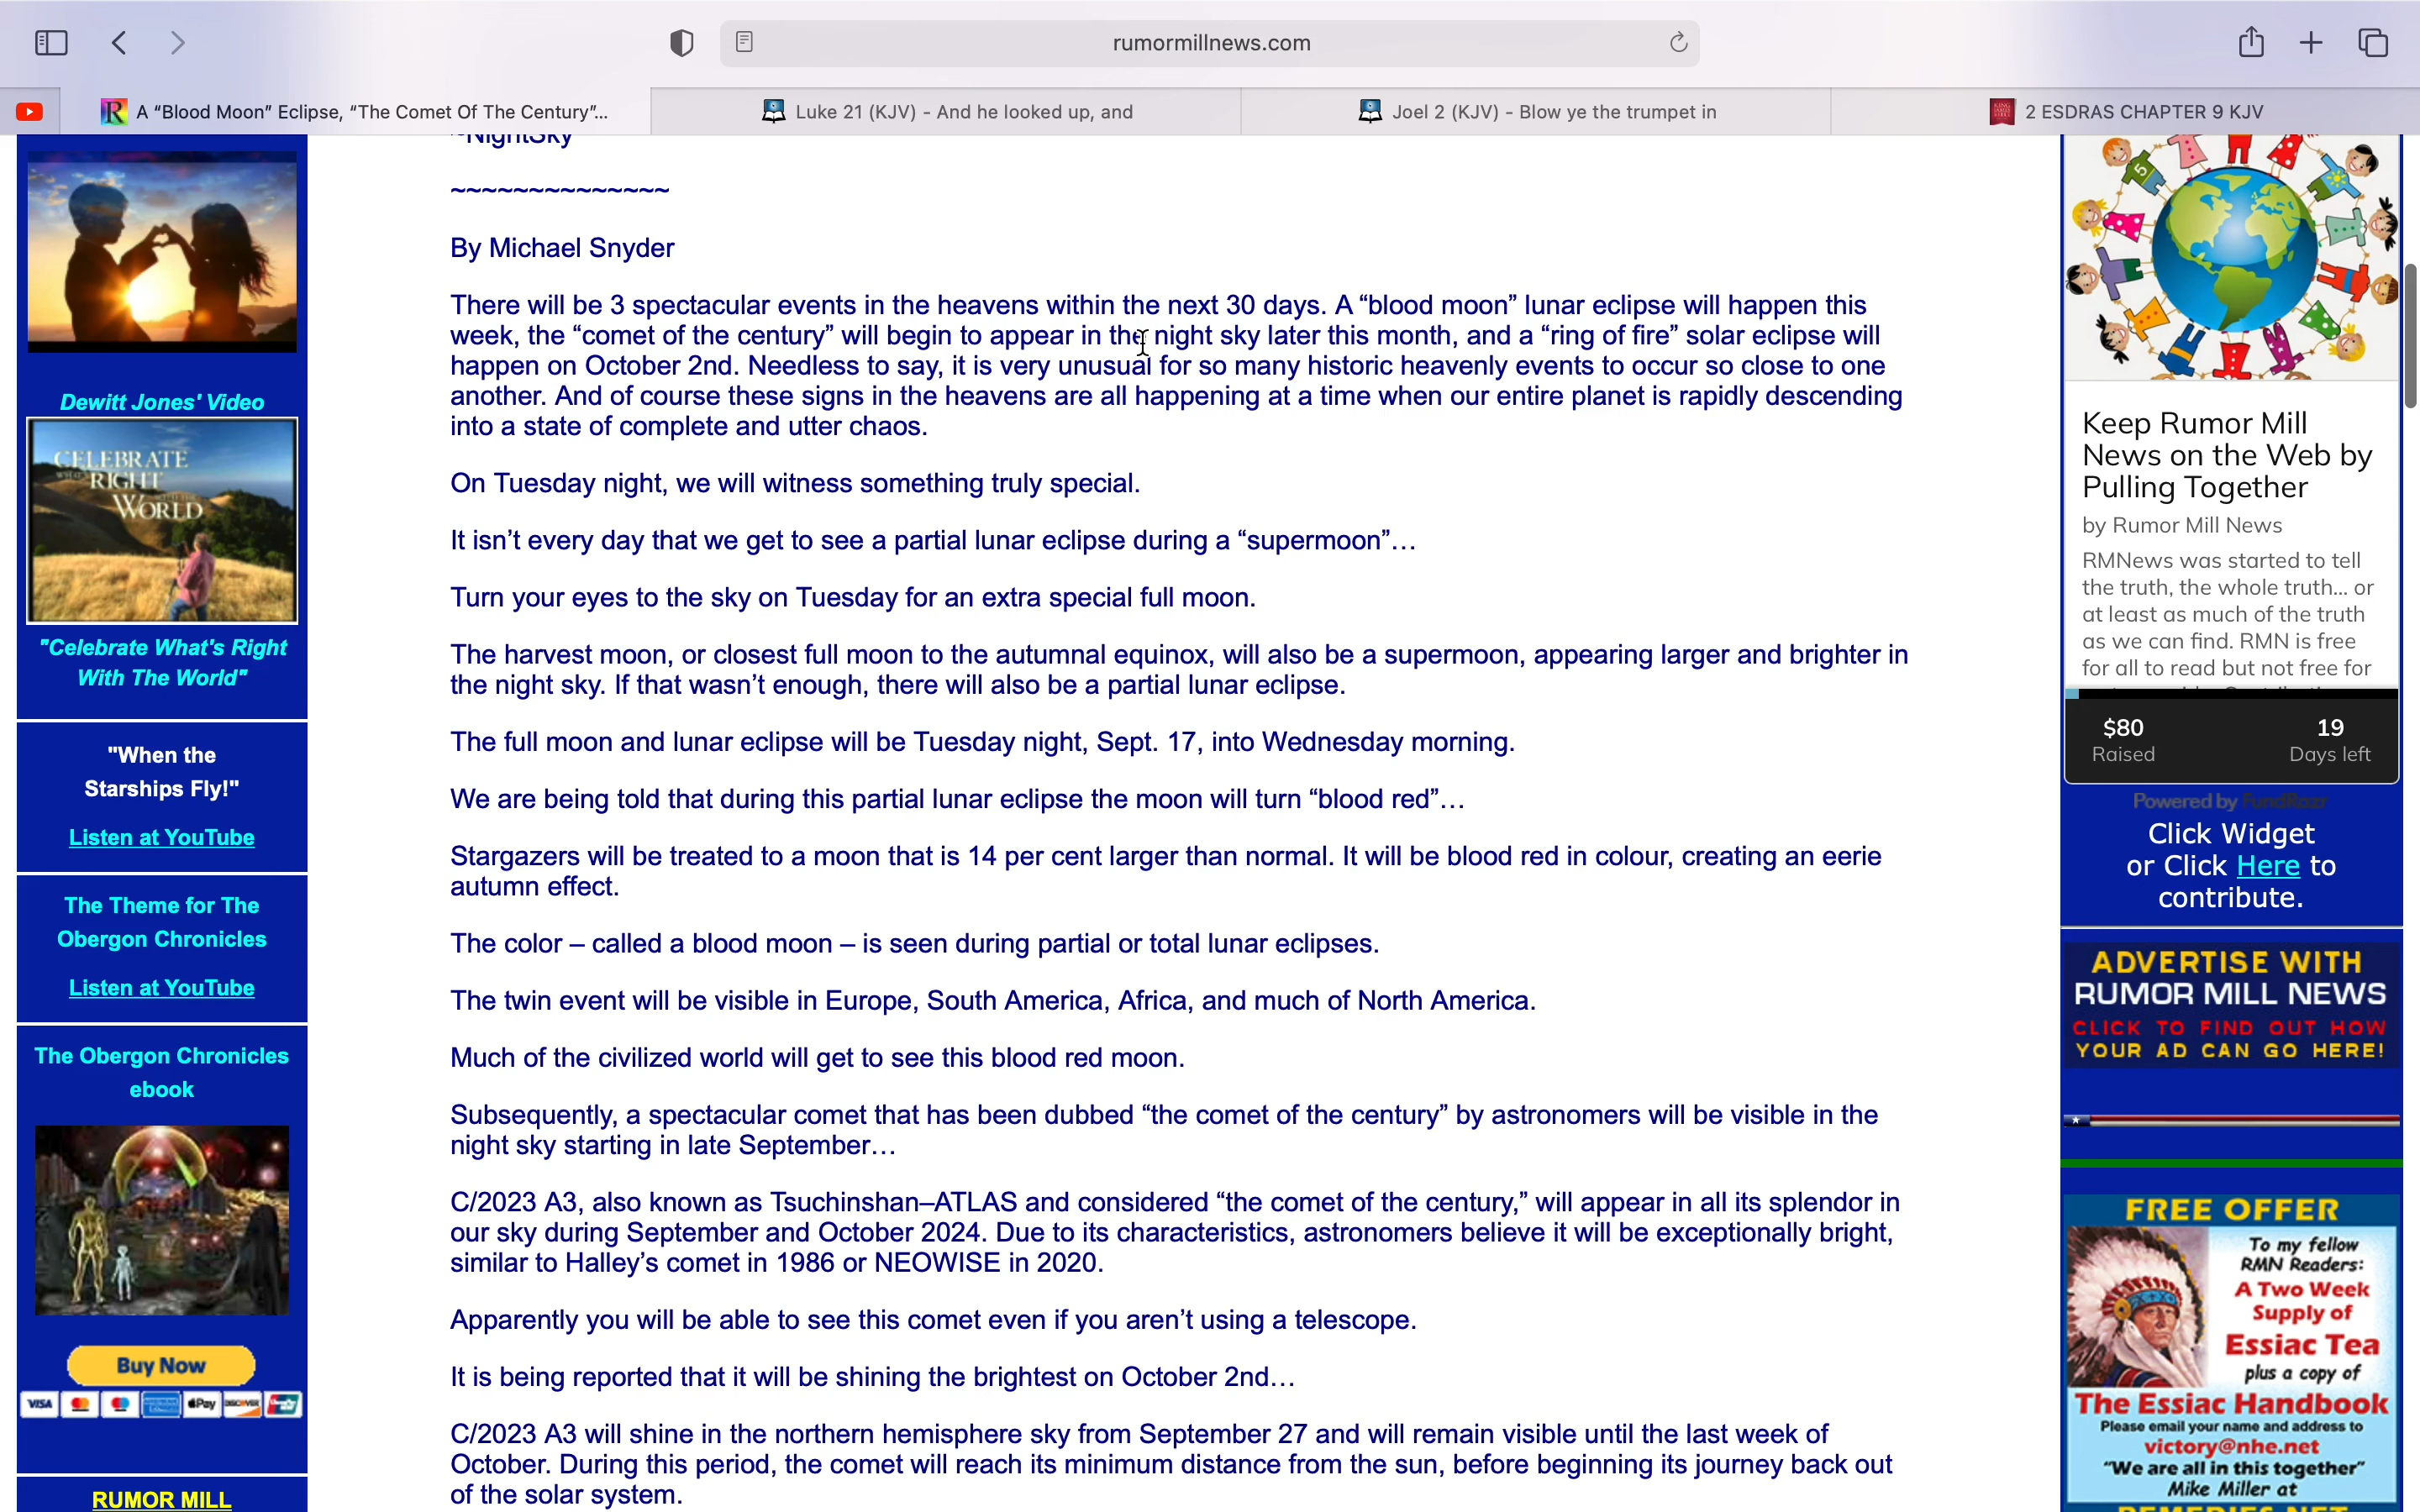 rumormillnews.com
A “Blood Moon” Eclipse, “The Comet Of The Century”...
Luke 21 (KJV) - And he looked up, and
Joel 2 (KJV) - Blow ye the trumpet in
2 ESDRAS CHAPTER 9 KJV
~NightSky
~~~~~~~~~~~~~~
By Michael Snyder
There will be 3 spectacular events in the heavens within the next 30 days. A “blood moon” lunar eclipse will happen this
week, the “comet of the century” will begin to appear in the night sky later this month, and a “ring of fire” solar eclipse will
happen on October 2nd. Needless to say, it is very unusual for so many historic heavenly events to occur so close to one
another. And of course these signs in the heavens are all happening at a time when our entire planet is rapidly descending
into a state of complete and utter chaos.
On Tuesday night, we will witness something truly special.
It isn’t every day that we get to see a partial lunar eclipse during a “supermoon”…
Turn your eyes to the sky on Tuesday for an extra special full moon.
The harvest moon, or closest full moon to the autumnal equinox, will also be a supermoon, appearing larger and brighter in
the night sky. If that wasn’t enough, there will also be a partial lunar eclipse.
The full moon and lunar eclipse will be Tuesday night, Sept. 17, into Wednesday morning.
We are being told that during this partial lunar eclipse the moon will turn “blood red”…
Stargazers will be treated to a moon that is 14 per cent larger than normal. It will be blood red in colour, creating an eerie
autumn effect.
The color – called a blood moon – is seen during partial or total lunar eclipses.
The twin event will be visible in Europe, South America, Africa, and much of North America.
Much of the civilized world will get to see this blood red moon.
Subsequently, a spectacular comet that has been dubbed “the comet of the century” by astronomers will be visible in the
night sky starting in late September…
C/2023 A3, also known as Tsuchinshan–ATLAS and considered “the comet of the century,” will appear in all its splendor in
our sky during September and October 2024. Due to its characteristics, astronomers believe it will be exceptionally bright,
similar to Halley’s comet in 1986 or NEOWISE in 2020.
Apparently you will be able to see this comet even if you aren’t using a telescope.
It is being reported that it will be shining the brightest on October 2nd…
C/2023 A3 will shine in the northern hemisphere sky from September 27 and will remain visible until the last week of
October. During this period, the comet will reach its minimum distance from the sun, before beginning its journey back out
of the solar system.
Dewitt Jones' Video
CELEBRATE
RIGHT
WORLD
"Celebrate What's Right
With The World"
"When the
Starships Fly!"
Listen at YouTube
The Theme for The
Obergon Chronicles
Listen at YouTube
The Obergon Chronicles
ebook
Buy Now
VISA
Pay
DISCOVER
RUMOR MILL
5
Keep Rumor Mill
News on the Web by
Pulling Together
by Rumor Mill News
RMNews was started to tell
the truth, the whole truth... or
at least as much of the truth
as we can find. RMN is free
for all to read but not free for
$80
Raised
19
Days left
Powered by FundRazr
Click Widget
or Click Here to
contribute.
ADVERTISE WITH
RUMOR MILL NEWS
CLICK TO FIND OUT HOW
YOUR AD CAN GO HERE!
FREE OFFER
To my fellow
RMN Readers:
A Two Week
Supply of
Essiac Tea
plus a copy of
The Essiac Handbook
Please email your name and address to
victory@nhe.net
“We are all in this together”
Mike Miller at
REMEDIES.NET